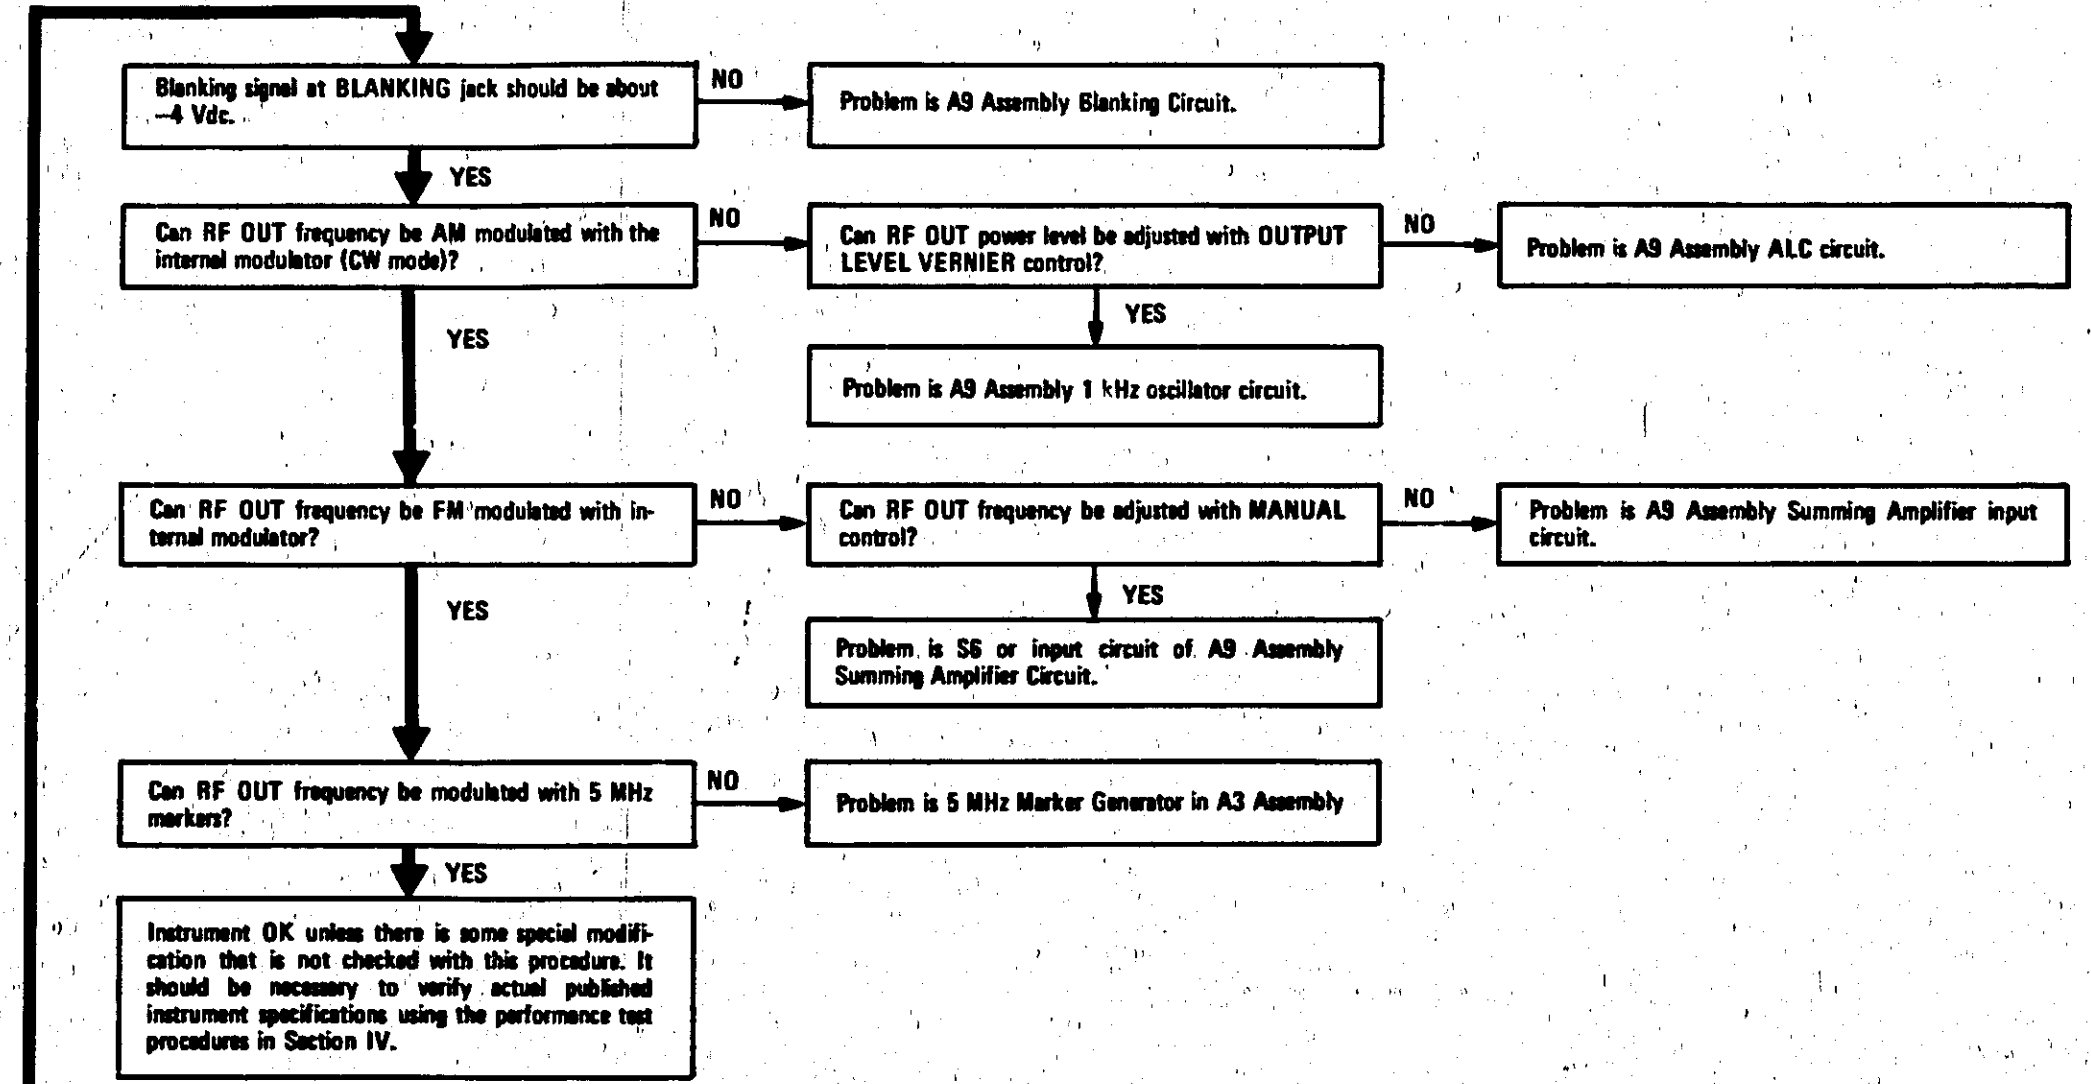 Blanking signal at BLANKING jack should be about
—4 Vdc.
NO
Problem is A9 Assembly Blanking Circuit.
YES
Can RF OUT frequency be AM modulated with the
internal modulator (CW mode)?
NO
Can RF OUT power level be adjusted with OUTPUT
LEVEL VERNIER control?
NO
Problem is A9 Assembly ALC circuit.
YES
Problem is A9 Assembly 1 kHz oscillator circuit.
YES
Can RF OUT frequency be FM modulated with in-
ternal modulator?
NO
Can RF OUT frequency be adjusted with MANUAL
control?
NO
Problem is A9 Assembly Summing Amplifier input
circuit.
YES
Problem is S6 or input circuit of A9 Assembly
Summing Amplifier Circuit.
YES
Can RF OUT frequency be modulated with 5 MHz
markers?
NO
Problem is 5 MHz Marker Generator in A3 Assembly
YES
Instrument OK unless there is some special modifi-
cation that is not checked with this procedure. It
should be necessary to verify actual published
instrument specifications using the performance test
procedures in Section IV.